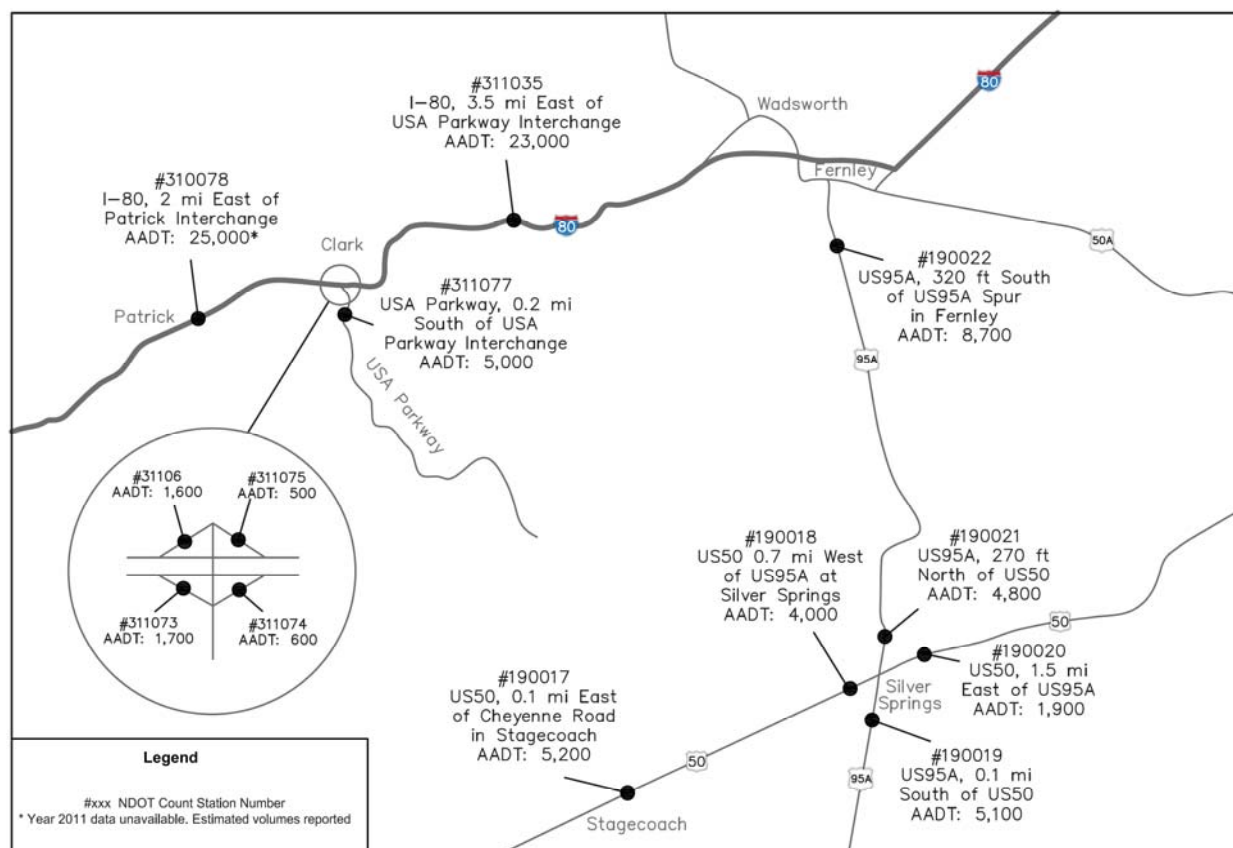 #311035
I-80, 3.5 mi East of
USA Parkway Interchange
AADT: 23,000
80
Wadsworth
Fernley
#310078
I-80, 2 mi East of
Patrick Interchange
AADT: 25,000*
Clark
80
50A
Patrick
#311077
USA Parkway, 0.2 mi
South of USA
Parkway Interchange
AADT: 5,000
USA Parkway
#190022
US95A, 320 ft South
of US95A Spur
in Fernley
AADT: 8,700
95A
#31106
AADT: 1,600
#311075
AADT: 500
#311073
AADT: 1,700
#311074
AADT: 600
#190018
US50 0.7 mi West
of US95A at
Silver Springs
AADT: 4,000
#190021
US95A, 270 ft
North of US50
AADT: 4,800
50
#190020
US50, 1.5 mi
East of US95A
AADT: 1,900
Silver
Springs
#190017
US50, 0.1 mi East
of Cheyenne Road
in Stagecoach
AADT: 5,200
50
95A
#190019
US95A, 0.1 mi
South of US50
AADT: 5,100
Stagecoach
Legend
#xxx NDOT Count Station Number
* Year 2011 data unavailable. Estimated volumes reported